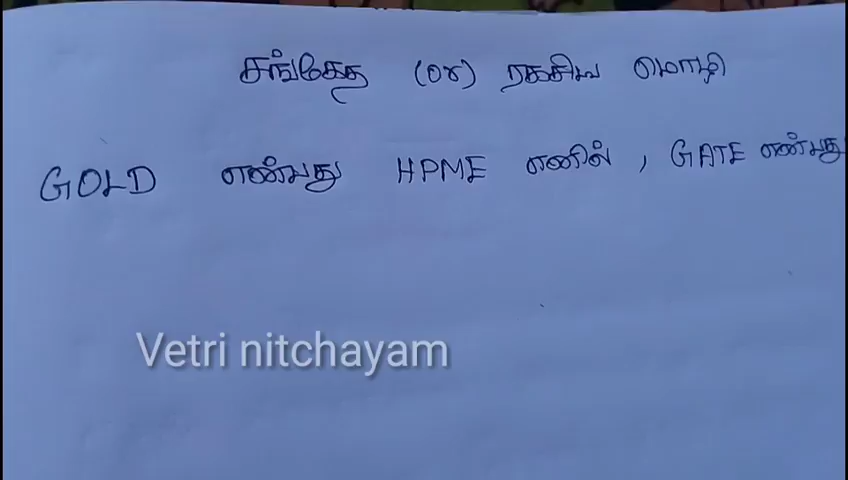 சங்கேத (or) ரகசிய மொழி
GOLD என்பது HPME எனில் , GATE என்பது
Vetri nitchayam